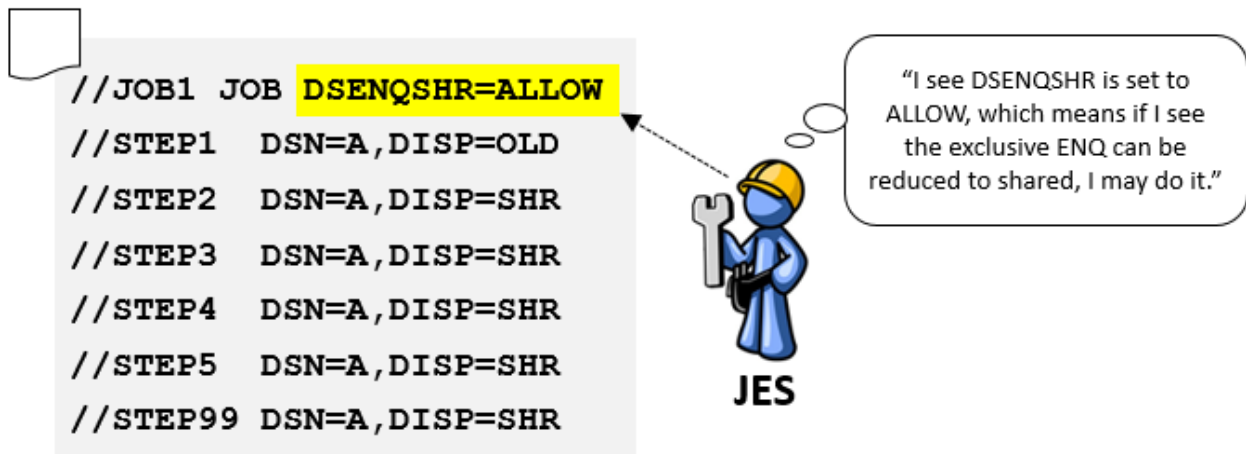 //JOB1 JOB DSENQSHR=ALLOW
//STEP1  DSN=A,DISP=OLD
//STEP2  DSN=A,DISP=SHR
//STEP3  DSN=A,DISP=SHR
//STEP4  DSN=A,DISP=SHR
//STEP5  DSN=A,DISP=SHR
//STEP99 DSN=A,DISP=SHR
“I see DSENQSHR is set to
ALLOW, which means if I see
the exclusive ENQ can be
reduced to shared, I may do it.”
JES